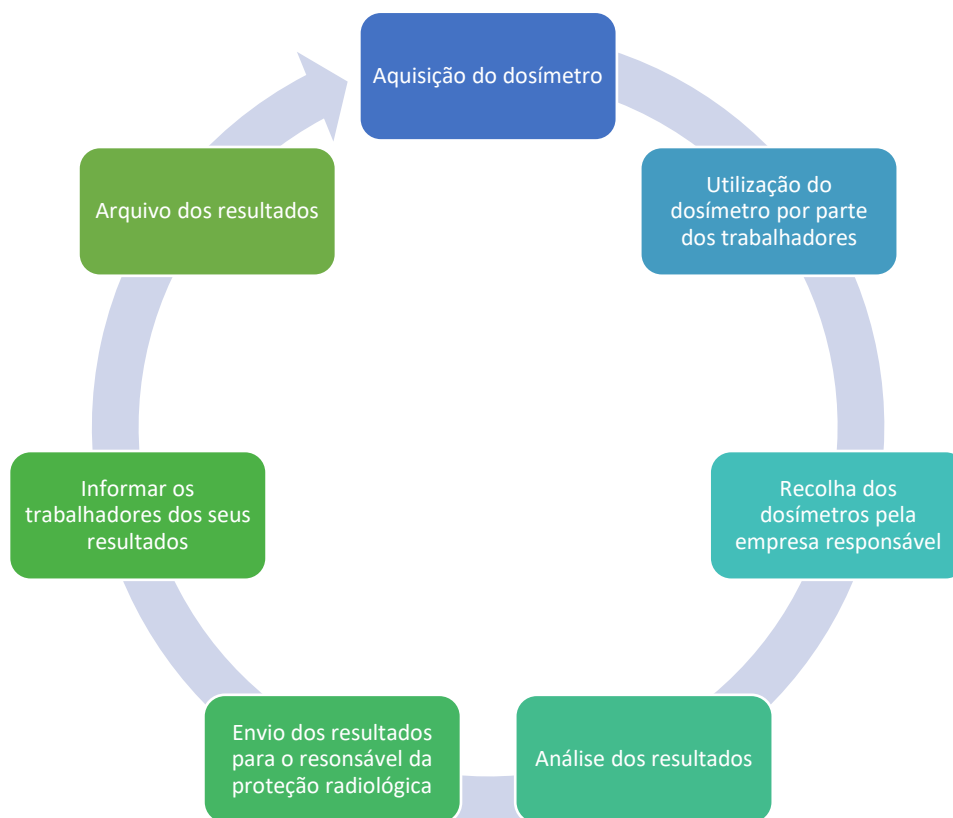 Aquisição do dosímetro
Utilização do
dosímetro por parte
dos trabalhadores
Recolha dos
dosímetros pela
empresa responsável
Análise dos resultados
Envio dos resultados
para o resonsável da
proteção radiológica
Informar os
trabalhadores dos seus
resultados
Arquivo dos resultados